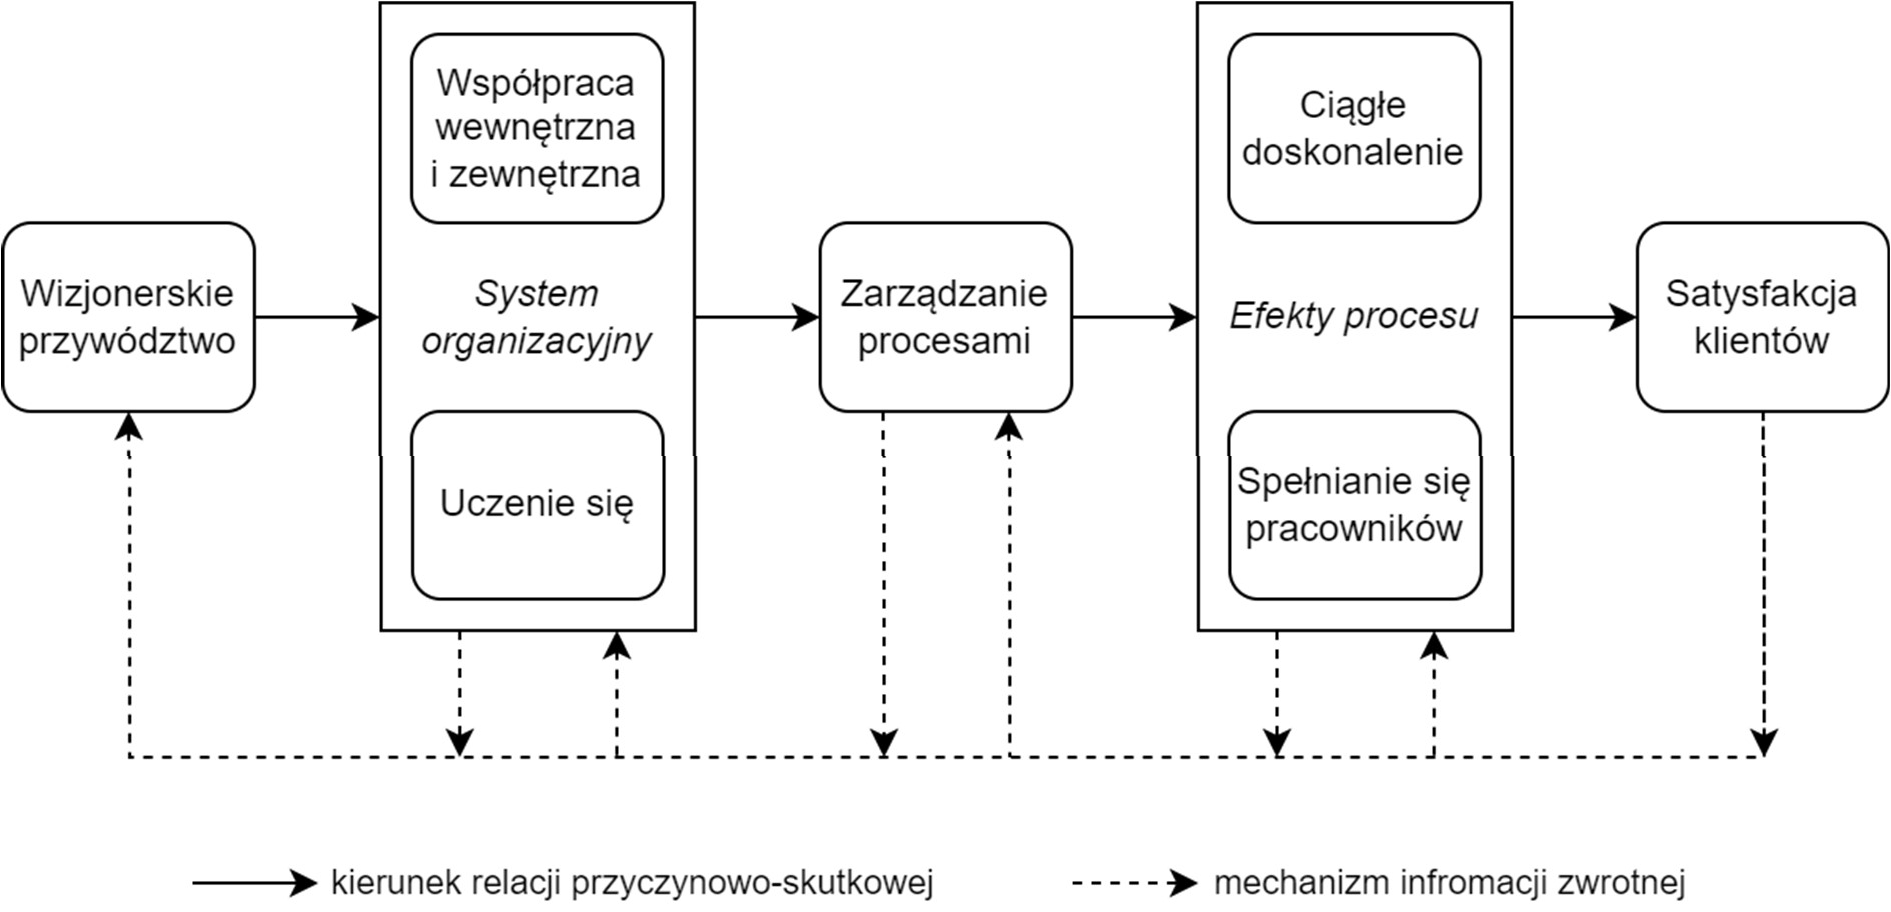 Wizjonerskie
przywództwo
Współpraca
wewnętrzna
i zewnętrzna
System
organizacyjny
Uczenie się
Zarządzanie
procesami
Ciągłe
doskonalenie
Efekty procesu
Spełnianie się
pracowników
Satysfakcja
klientów
kierunek relacji przyczynowo-skutkowej
mechanizm infromacji zwrotnej